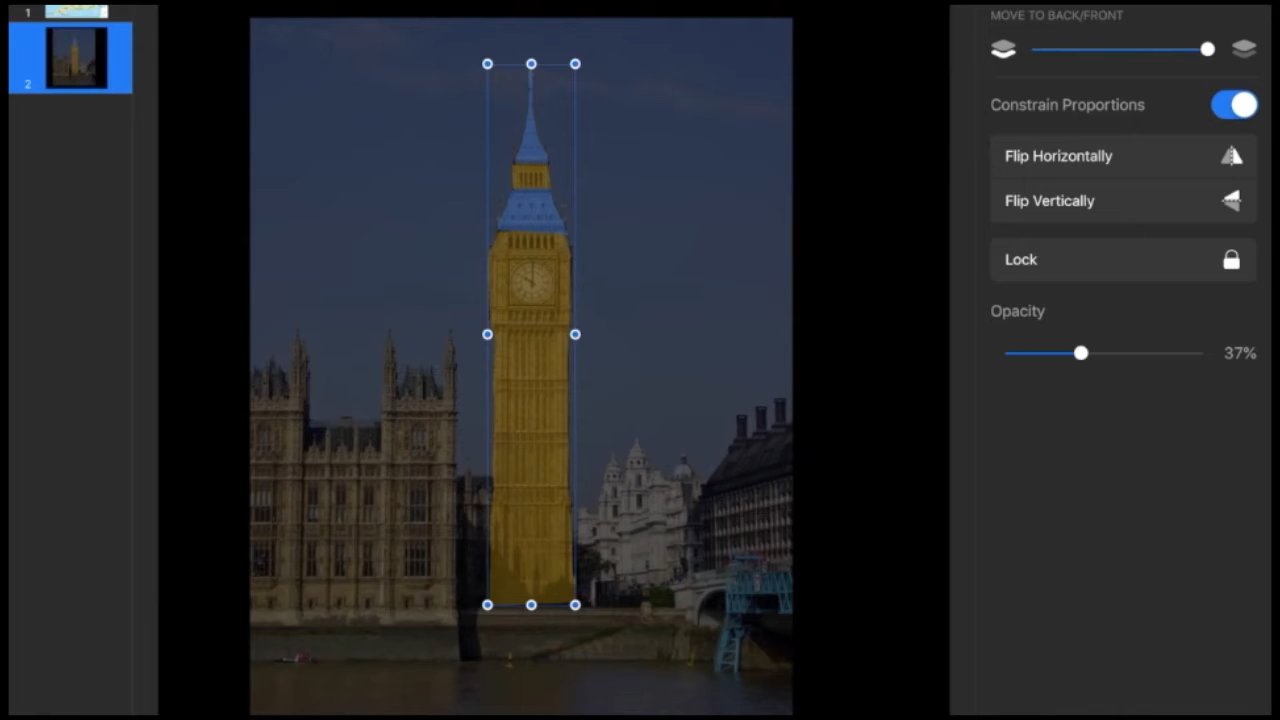 1
2
MOVE TO BACK/FRONT
Constrain Proportions
Flip Horizontally
Flip Vertically
Lock
Opacity
37%